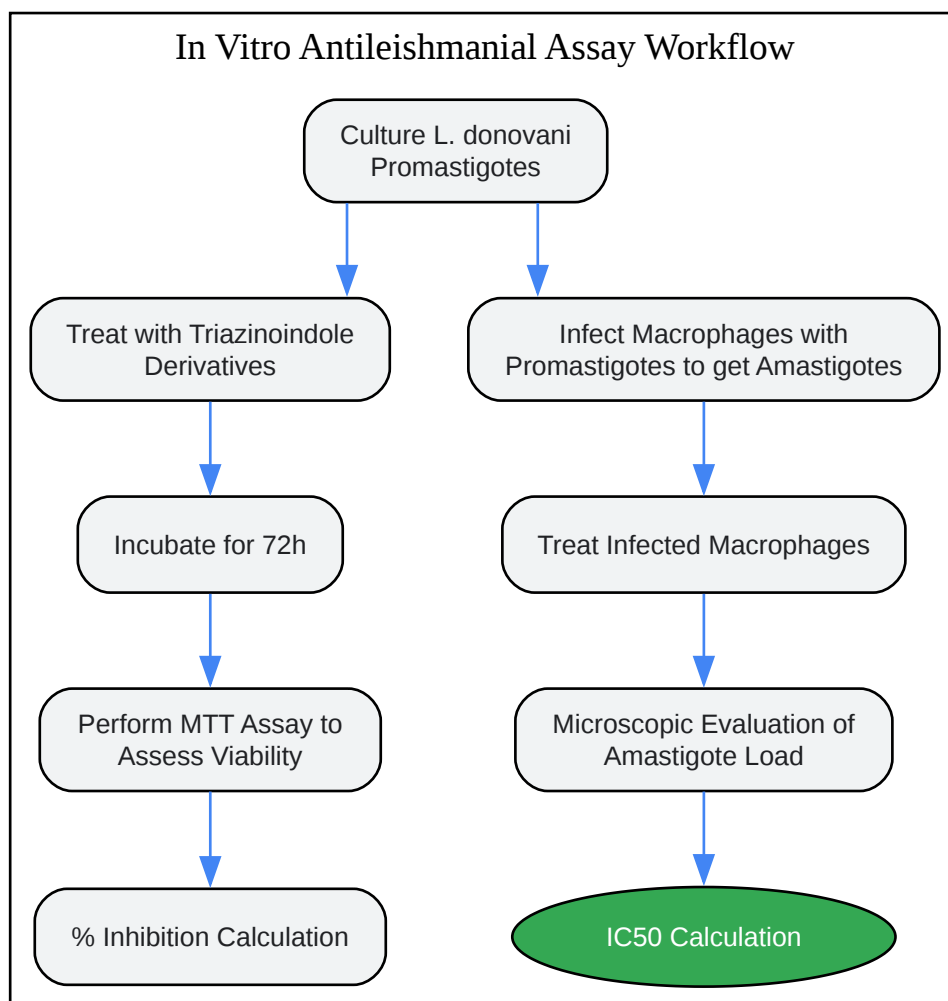 In Vitro Antileishmanial Assay Workflow
Culture L. donovani
Promastigotes
Treat with Triazinoindole
Derivatives
Infect Macrophages with
Promastigotes to get Amastigotes
Incubate for 72h
Treat Infected Macrophages
Perform MTT Assay to
Assess Viability
Microscopic Evaluation of
Amastigote Load
% Inhibition Calculation
IC50 Calculation